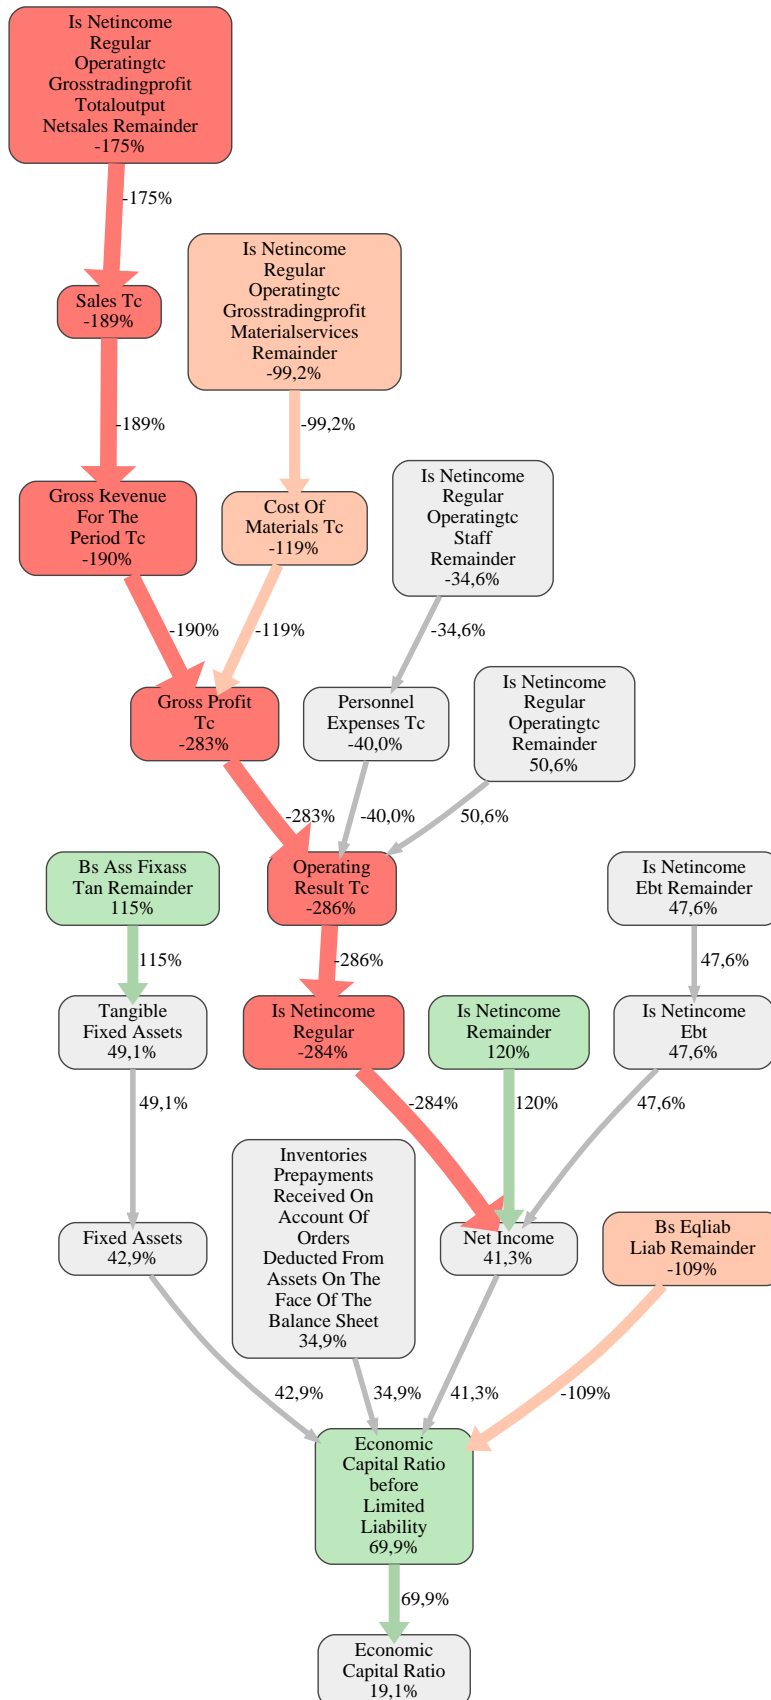 Is Netincome
Regular
Operatingtc
Grosstradingprofit
Totaloutput
Netsales Remainder
-175%
-175%
Is Netincome
Regular
Operatingtc
Grosstradingprofit
Materialservices
Remainder
-99,2%
Sales Tc
-189%
-189%
-99,2%
Is Netincome
Regular
Operatingtc
Staff
Remainder
-34,6%
Gross Revenue
For The
Period Tc
-190%
Cost Of
Materials Tc
-119%
-190%
-119%
-34,6%
Is Netincome
Regular
Operatingtc
Remainder
50,6%
Gross Profit
Tc
-283%
Personnel
Expenses Tc
-40,0%
-283%
-40,0%
50,6%
Bs Ass Fixass
Tan Remainder
115%
Operating
Result Tc
-286%
Is Netincome
Ebt Remainder
47,6%
115%
-286%
47,6%
Tangible
Fixed Assets
49,1%
Is Netincome
Regular
-284%
Is Netincome
Remainder
120%
Is Netincome
Ebt
47,6%
49,1%
-284%
120%
47,6%
Inventories
Prepayments
Received On
Account Of
Orders
Deducted From
Assets On The
Face Of The
Balance Sheet
34,9%
Fixed Assets
42,9%
Net Income
41,3%
Bs Eqliab
Liab Remainder
-109%
42,9%
34,9%
41,3%
-109%
Economic
Capital Ratio
before
Limited
Liability
69,9%
69,9%
Economic
Capital Ratio
19,1%